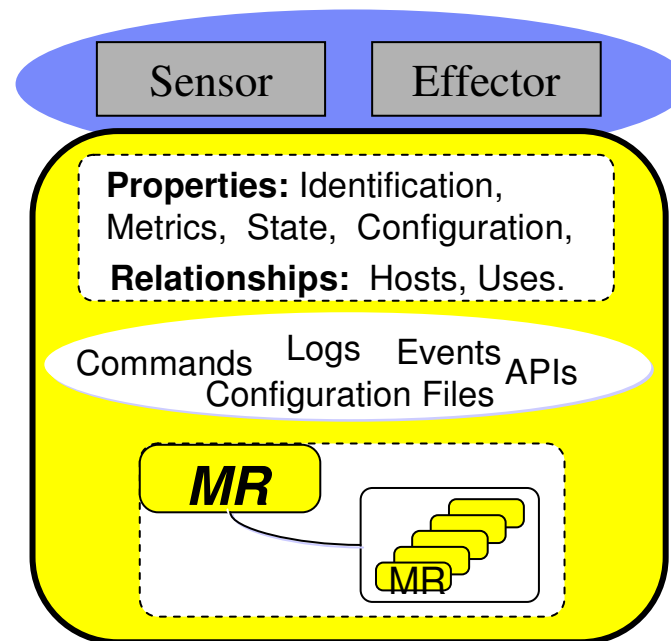 Sensor Effector
Properties: Identification,
Metrics, State, Configuration,
Relationships: Hosts, Uses.
Commands Logs Events APIs
Configuration Files
MR
MR